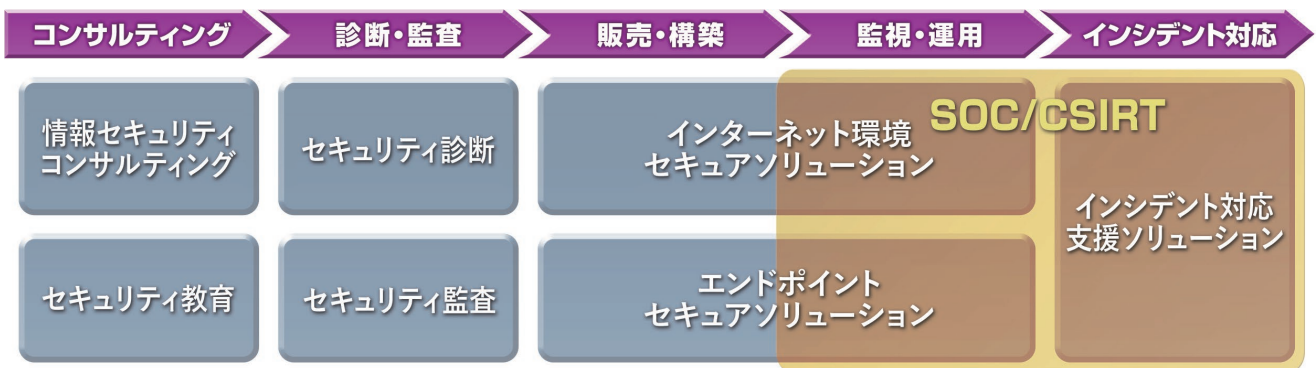 コンサルティング
診断・監査
販売・構築
監視・運用
インシデント対応
SOC/CSIRT
情報セキュリティ
コンサルティング
セキュリティ診断
インターネット環境
セキュアソリューション
インシデント対応
支援ソリューション
セキュリティ教育
セキュリティ監査
エンドポイント
セキュアソリューション